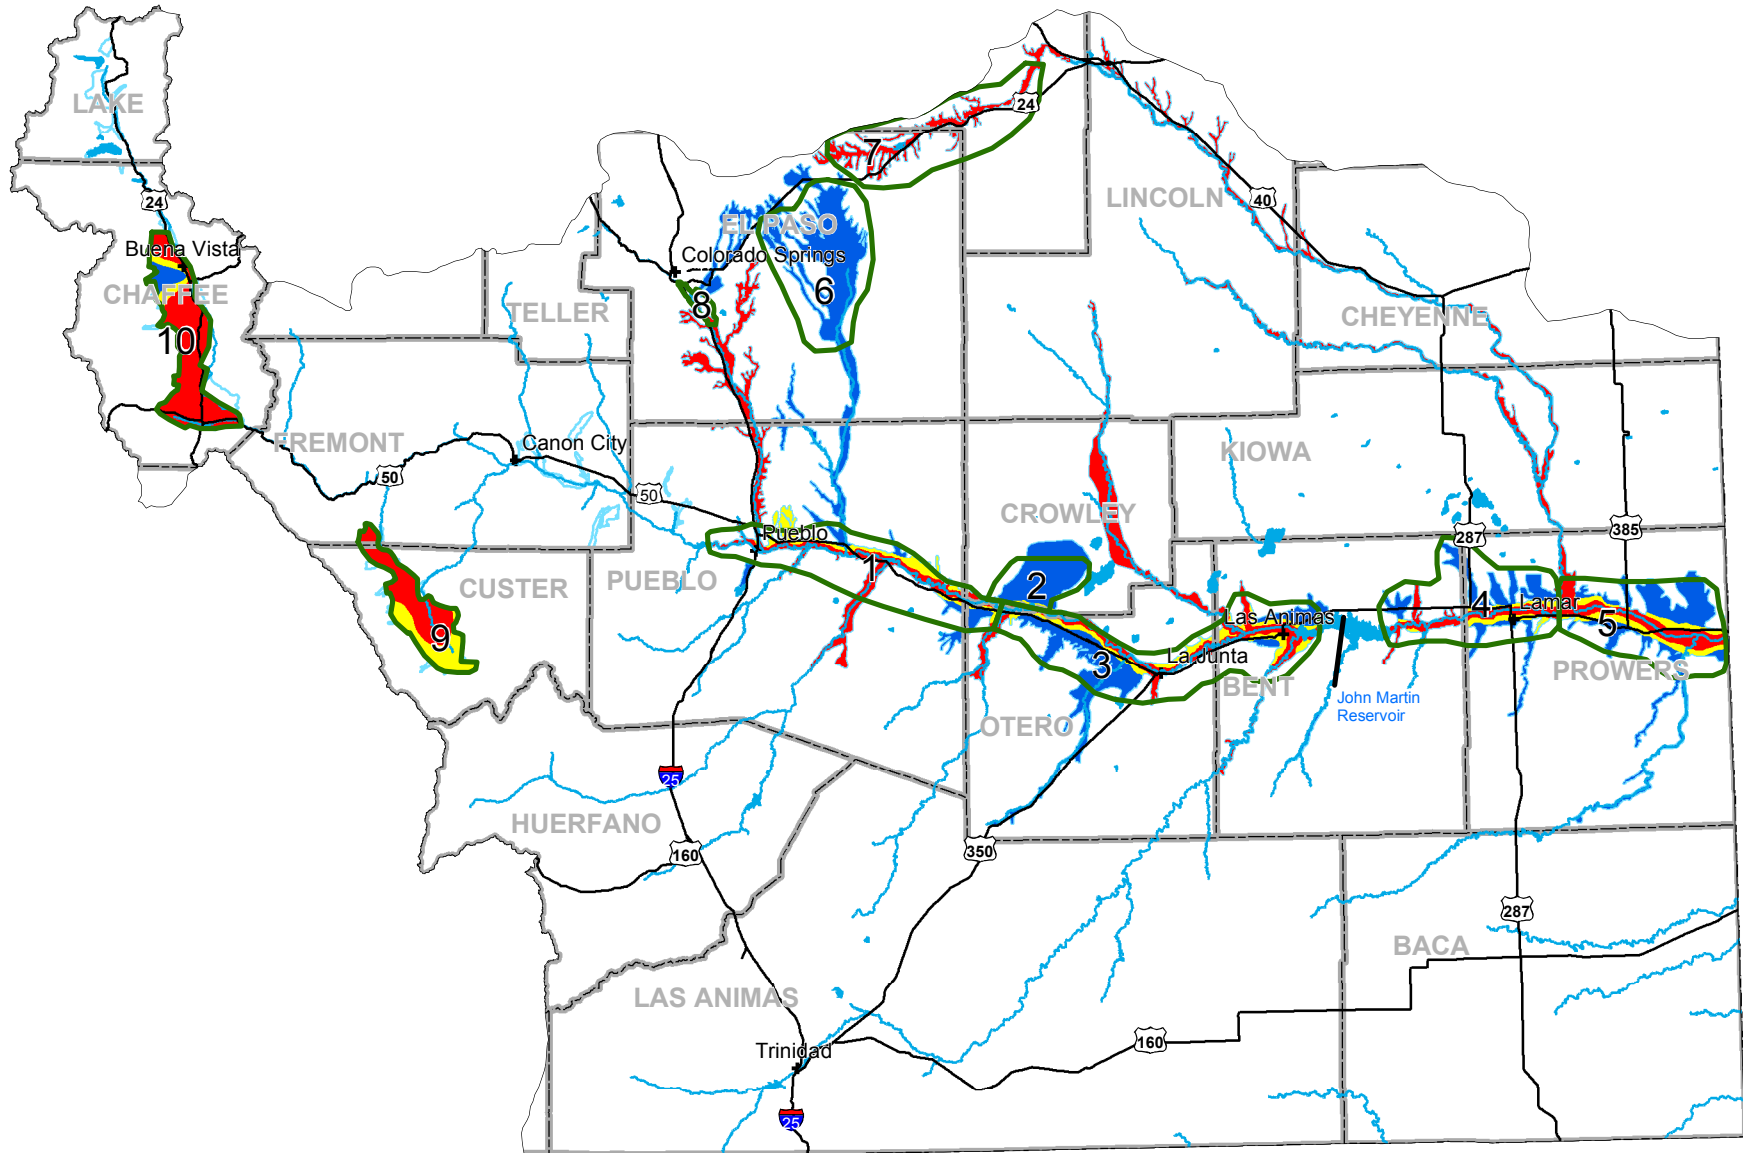 LAKE
24
24
7
LINCOLN
40
Buena Vista
EL PASO
Colorado Springs
CHAFFEE
6
8
TELLER
CHEYENNE
10
FREMONT
Canon City
KIOWA
50
50
CROWLEY
385
287
Pueblo
1
2
PUEBLO
CUSTER
4
Lamar
Las Animas
5
9
3
La Junta
BENT
PROWERS
John Martin
Reservoir
OTERO
25
HUERFANO
160
350
287
BACA
LAS ANIMAS
160
Trinidad
25